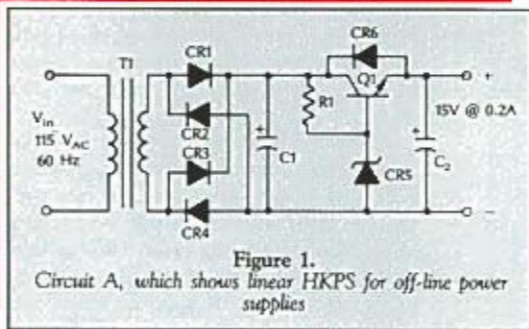 T1
CR1
CR2
CR3
CR4
CR6
Q1
R1
C1
CR5
C2
+
+
+
−
Vin
115 VAC
60 Hz
15V @ 0.2A
Figure 1.
Circuit A, which shows linear HKPS for off-line power
supplies